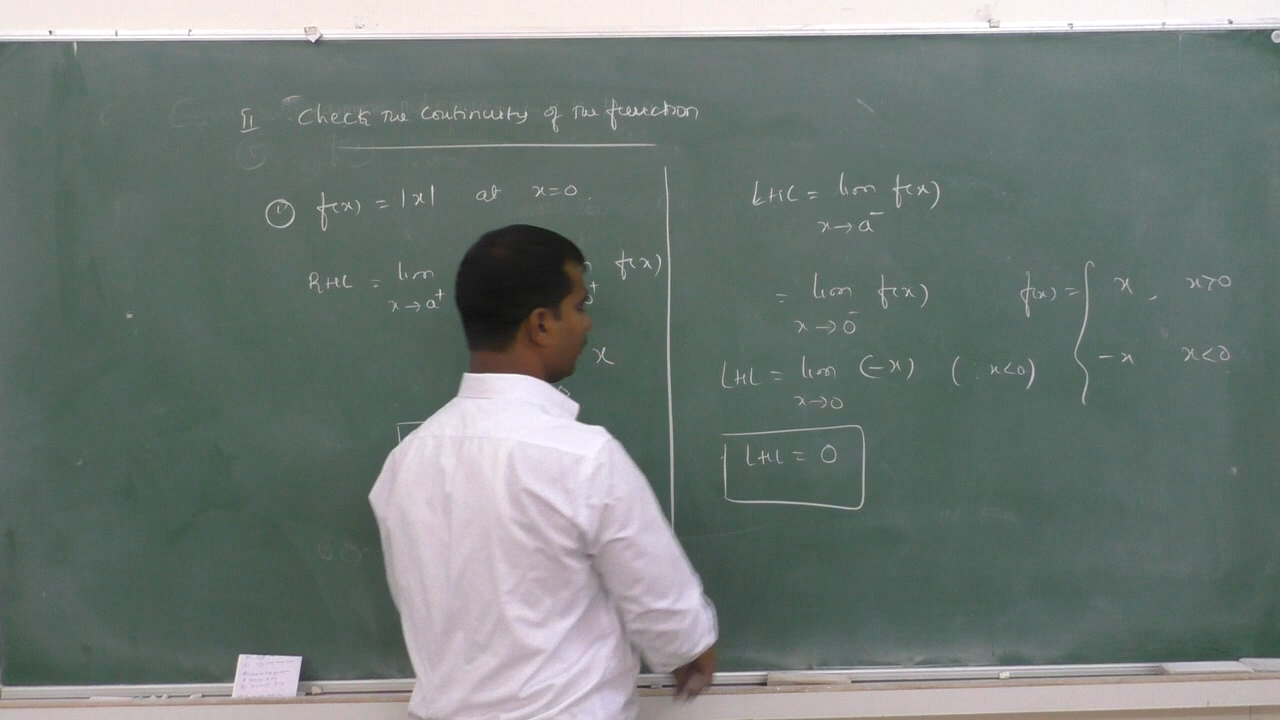 II Check the continuity of the function
① f(x) = |x| at x=0.
RHL = lim f(x)
x→a⁺
x
LHL = lim f(x)
x→a⁻
= lim f(x)
x→0⁻
LHL = lim (-x) ( x<0)
x→0
LHL = 0
f(x) = { x , x>0
-x x<0